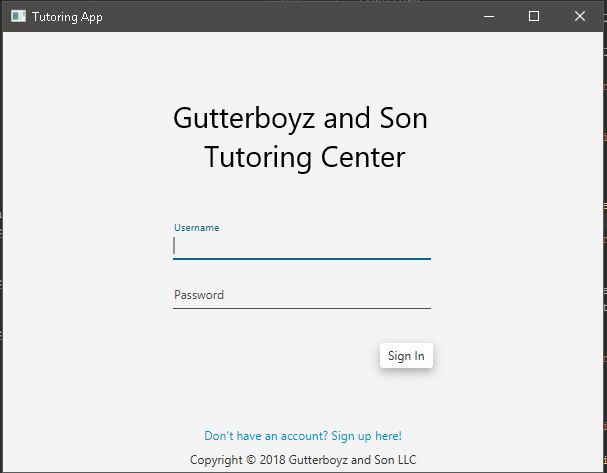 Tutoring App
Gutterboyz and Son
Tutoring Center
Username
Password
Sign In
Don't have an account? Sign up here!
Copyright © 2018 Gutterboyz and Son LLC